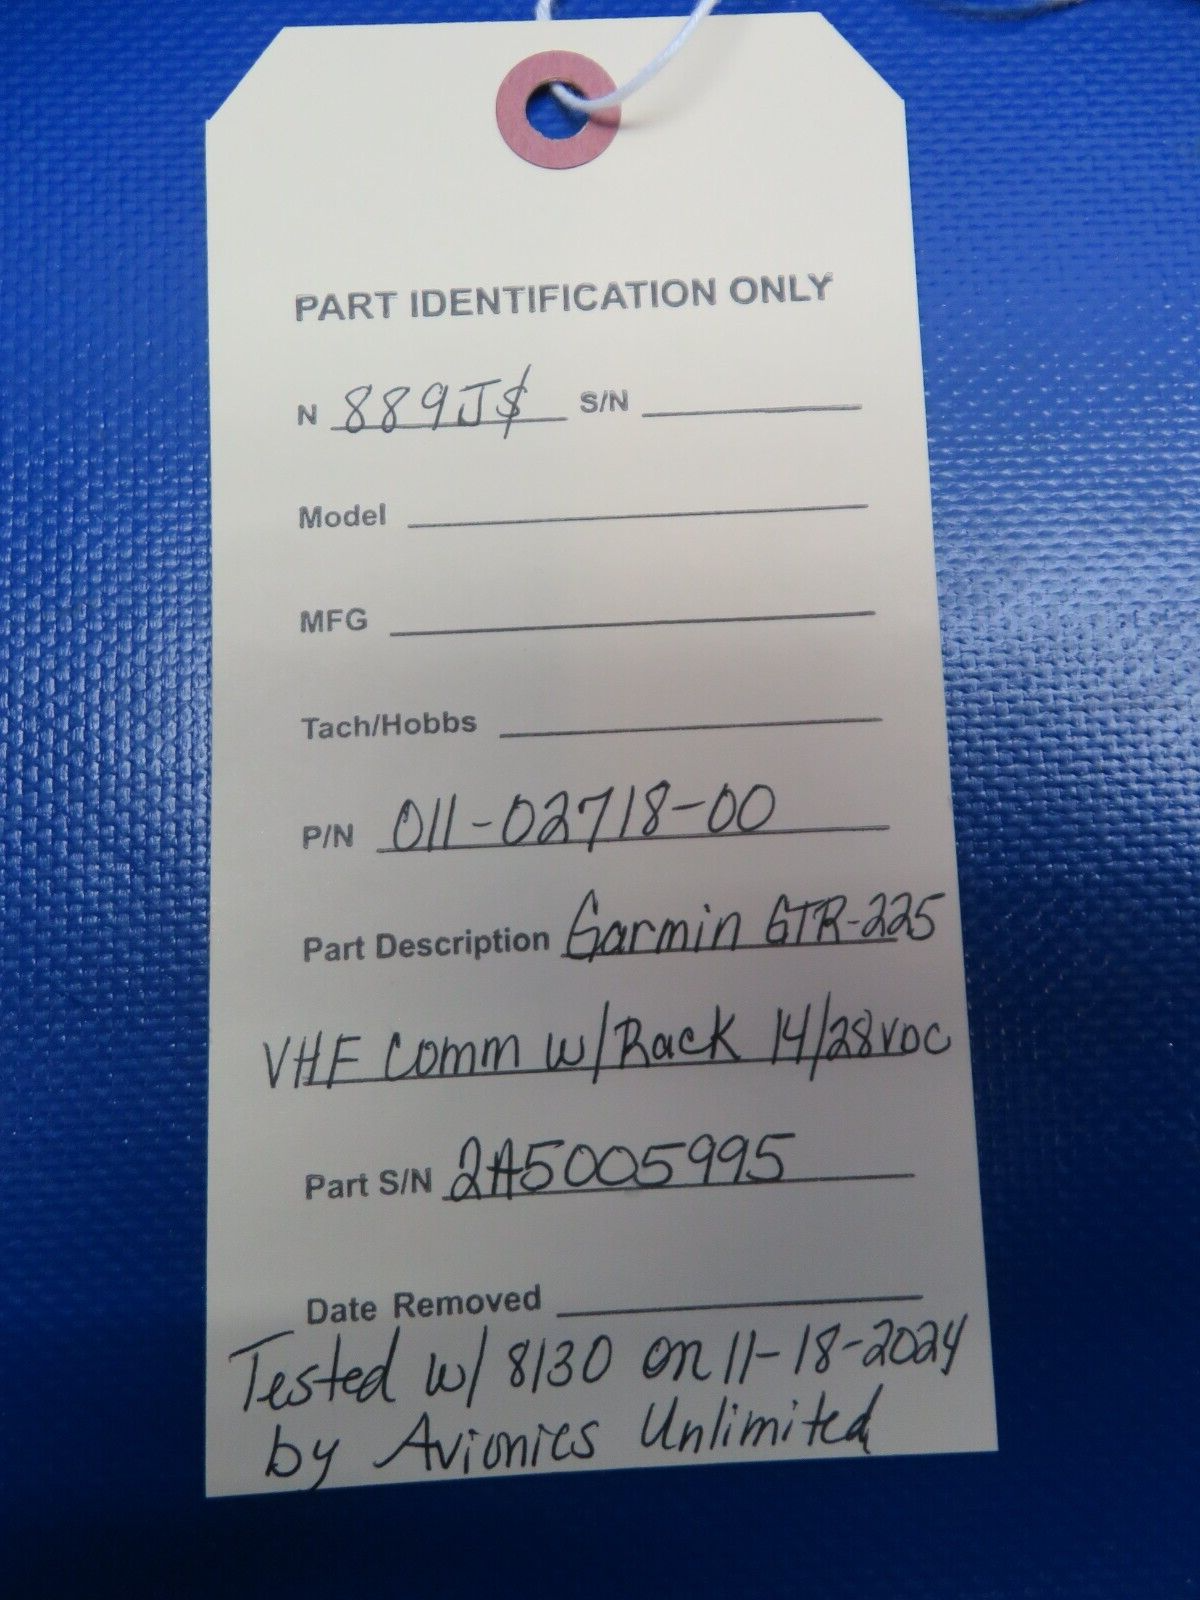 PART IDENTIFICATION ONLY
N 889J$ S/N
Model
MFG
Tach/Hobbs
P/N 011-02718-00
Part Description Garmin GTR-225
VHF Comm w/Rack 14/28VDC
Part S/N 2A5005995
Date Removed
Tested w/ 8130 on 11-18-2024
by Avionics Unlimited